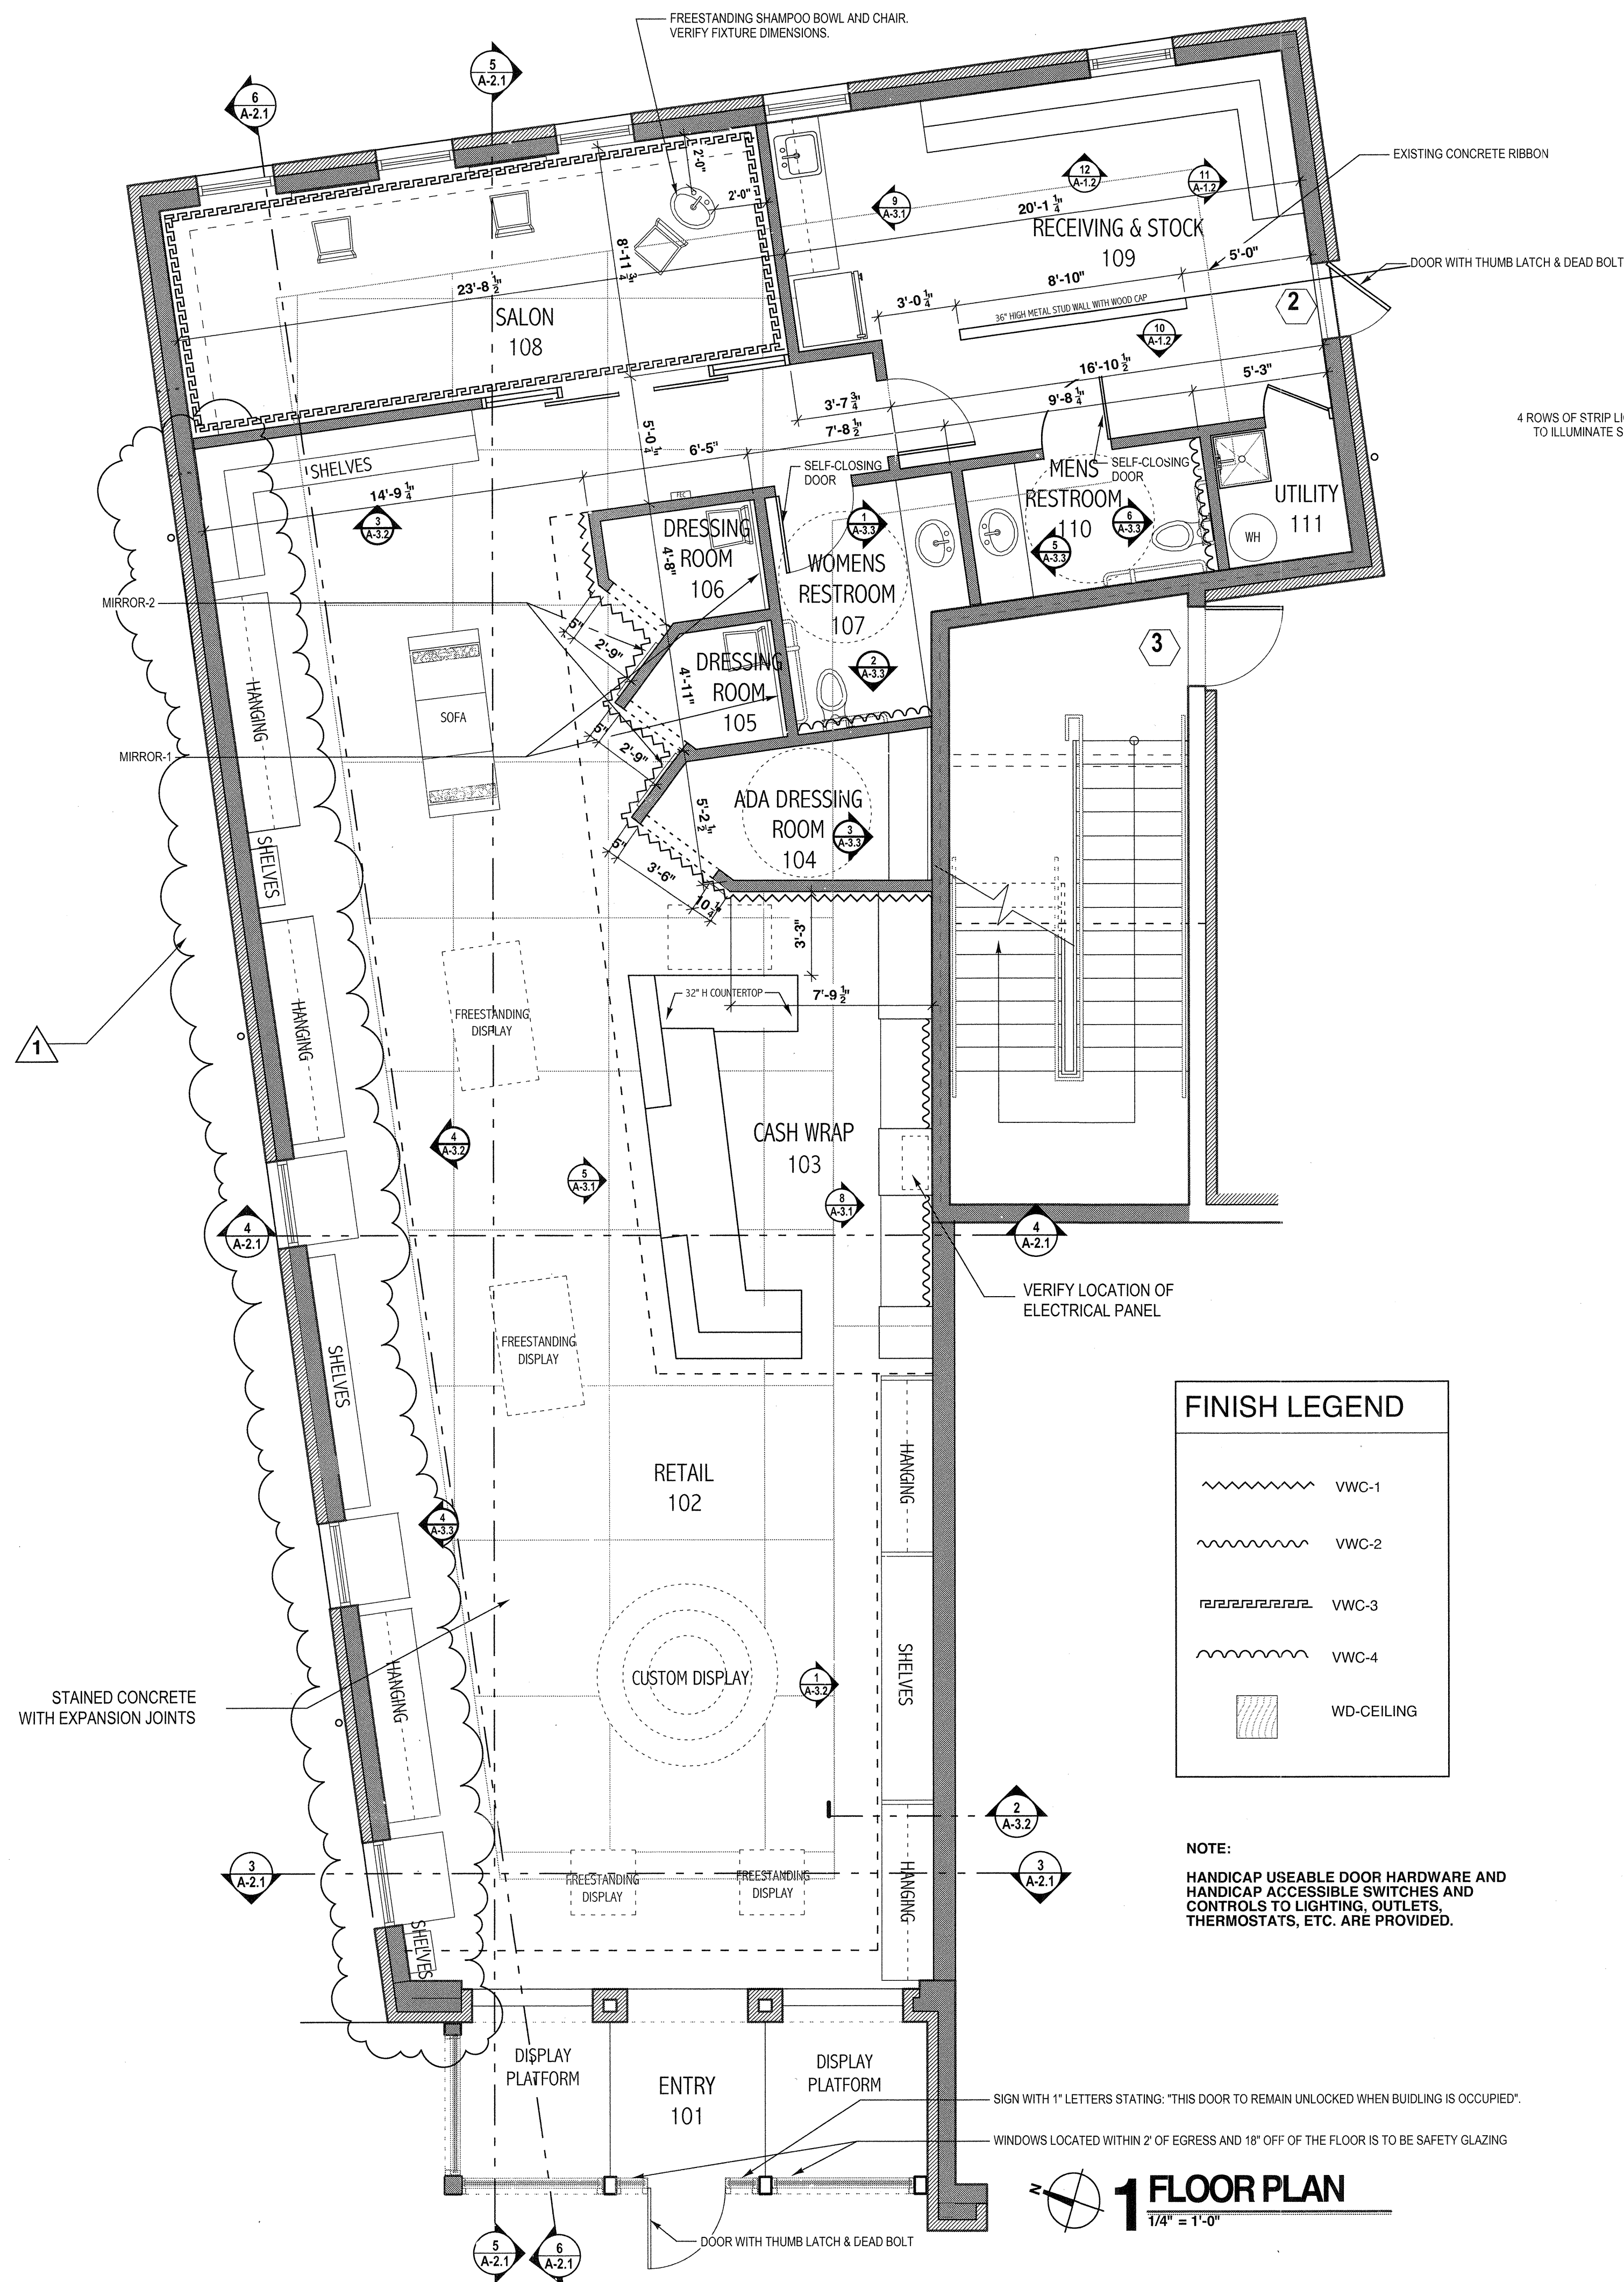 FREESTANDING SHAMPOO BOWL AND CHAIR.
VERIFY FIXTURE DIMENSIONS.
5
A-2.1
6
A-2.1
EXISTING CONCRETE RIBBON
2'-0"
2'-0"
12
A-1.2
11
A-1.2
9
A-3.1
20'-1 1/4"
RECEIVING & STOCK
109
5'-0"
DOOR WITH THUMB LATCH & DEAD BOLT
8'-11 3/4"
23'-8 1/2"
8'-10"
3'-0 1/4"
36" HIGH METAL STUD WALL WITH WOOD CAP
2
SALON
108
10
A-1.2
16'-10 1/2"
5'-3"
3'-7 3/4"
9'-8 1/4"
7'-8 1/2"
4 ROWS OF STRIP LI
TO ILLUMINATE S
5'-0 1/4"
6'-5"
SHELVES
SELF-CLOSING
DOOR
MENS
RESTROOM
110
SELF-CLOSING
DOOR
14'-9 1/4"
3
A-3.2
FEC
DRESSING
ROOM
106
4'-8"
1
A-3.3
6
A-3.3
5
A-3.3
UTILITY
111
WH
WOMENS
RESTROOM
107
MIRROR-2
5"
2'-9"
3
DRESSING
ROOM
105
4'-11"
2
A-3.3
HANGING
SOFA
MIRROR-1
5"
2'-9"
ADA DRESSING
ROOM
104
5'-2 1/2"
3
A-3.3
SHELVES
5"
3'-6"
10 1/4"
3'-3"
32" H COUNTERTOP
7'-9 1/2"
FREESTANDING
DISPLAY
HANGING
1
CASH WRAP
103
4
A-3.2
5
A-3.1
8
A-3.1
4
A-2.1
4
A-2.1
VERIFY LOCATION OF
ELECTRICAL PANEL
FREESTANDING
DISPLAY
SHELVES
FINISH LEGEND
VWC-1
VWC-2
VWC-3
VWC-4
WD-CEILING
RETAIL
102
HANGING
4
A-3.3
SHELVES
CUSTOM DISPLAY
1
A-3.2
HANGING
STAINED CONCRETE
WITH EXPANSION JOINTS
2
A-3.2
3
A-2.1
3
A-2.1
FREESTANDING
DISPLAY
FREESTANDING
DISPLAY
HANGING
SHELVES
NOTE:
HANDICAP USEABLE DOOR HARDWARE AND
HANDICAP ACCESSIBLE SWITCHES AND
CONTROLS TO LIGHTING, OUTLETS,
THERMOSTATS, ETC. ARE PROVIDED.
DISPLAY
PLATFORM
ENTRY
101
DISPLAY
PLATFORM
SIGN WITH 1" LETTERS STATING: "THIS DOOR TO REMAIN UNLOCKED WHEN BUIDLING IS OCCUPIED".
WINDOWS LOCATED WITHIN 2' OF EGRESS AND 18" OFF OF THE FLOOR IS TO BE SAFETY GLAZING
N
1 FLOOR PLAN
1/4" = 1'-0"
DOOR WITH THUMB LATCH & DEAD BOLT
5
A-2.1
6
A-2.1